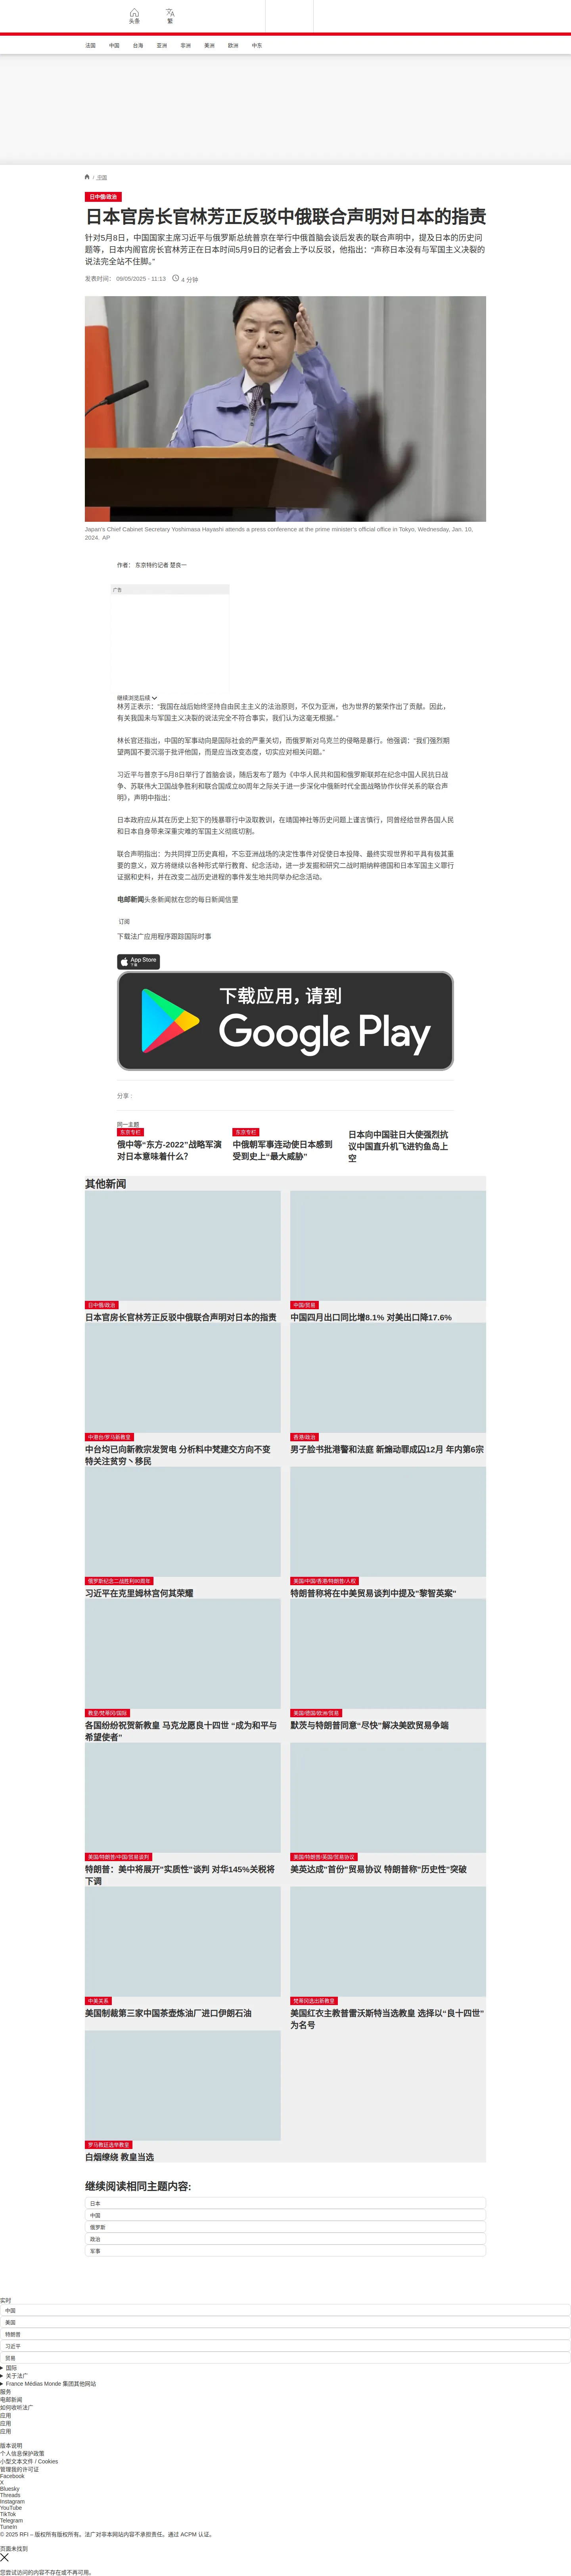 头条
繁
法国
中国
台海
亚洲
非洲
美洲
欧洲
中东
/ 中国
日中俄/政治
日本官房长官林芳正反驳中俄联合声明对日本的指责
针对5月8日，中国国家主席习近平与俄罗斯总统普京在举行中俄首脑会谈后发表的联合声明中，提及日本的历史问
题等，日本内阁官房长官林芳正在日本时间5月9日的记者会上予以反驳，他指出：“声称日本没有与军国主义决裂的
说法完全站不住脚。”
发表时间： 09/05/2025 - 11:13
4 分钟
Japan's Chief Cabinet Secretary Yoshimasa Hayashi attends a press conference at the prime minister's official office in Tokyo, Wednesday, Jan. 10,
2024. AP
作者： 东京特约记者 楚良一
广告
继续浏览后续
林芳正表示：“我国在战后始终坚持自由民主主义的法治原则，不仅为亚洲，也为世界的繁荣作出了贡献。因此，
有关我国未与军国主义决裂的说法完全不符合事实，我们认为这毫无根据。”
林长官还指出，中国的军事动向是国际社会的严重关切，而俄罗斯对乌克兰的侵略是暴行。他强调：“我们强烈期
望两国不要沉溺于批评他国，而是应当改变态度，切实应对相关问题。”
习近平与普京于5月8日举行了首脑会谈，随后发布了题为《中华人民共和国和俄罗斯联邦在纪念中国人民抗日战
争、苏联伟大卫国战争胜利和联合国成立80周年之际关于进一步深化中俄新时代全面战略协作伙伴关系的联合声
明》，声明中指出：
日本政府应从其在历史上犯下的残暴罪行中汲取教训，在靖国神社等历史问题上谨言慎行，同曾经给世界各国人民
和日本自身带来深重灾难的军国主义彻底切割。
联合声明指出：为共同捍卫历史真相，不忘亚洲战场的决定性事件对促使日本投降、最终实现世界和平具有极其重
要的意义，双方将继续以各种形式举行教育、纪念活动，进一步发掘和研究二战时期纳粹德国和日本军国主义罪行
证据和史料，并在改变二战历史进程的事件发生地共同举办纪念活动。
电邮新闻头条新闻就在您的每日新闻信里
订阅
下载法广应用程序跟踪国际时事
App Store
下载
下载应用，请到
Google Play
分享 :
同一主题
东京专栏
俄中等“东方-2022”战略军演
对日本意味着什么？
东京专栏
中俄朝军事连动使日本感到
受到史上“最大威胁”
日本向中国驻日大使强烈抗
议中国直升机飞进钓鱼岛上
空
其他新闻
日中俄/政治
日本官房长官林芳正反驳中俄联合声明对日本的指责
中国/贸易
中国四月出口同比增8.1% 对美出口降17.6%
中港台/罗马新教皇
中台均已向新教宗发贺电 分析料中梵建交方向不变
特关注贫穷丶移民
香港/政治
男子脸书批港警和法庭 新煽动罪成囚12月 年内第6宗
俄罗斯纪念二战胜利80周年
习近平在克里姆林宫何其荣耀
美国/中国/香港/特朗普/人权
特朗普称将在中美贸易谈判中提及"黎智英案"
教皇/梵蒂冈/国际
各国纷纷祝贺新教皇 马克龙愿良十四世 “成为和平与
希望使者”
美国/德国/欧洲/贸易
默茨与特朗普同意“尽快”解决美欧贸易争端
美国/特朗普/中国/贸易谈判
特朗普：美中将展开"实质性"谈判 对华145%关税将
下调
美国/特朗普/英国/贸易协议
美英达成"首份"贸易协议 特朗普称"历史性"突破
中美关系
美国制裁第三家中国茶壶炼油厂进口伊朗石油
梵蒂冈选出新教皇
美国红衣主教普雷沃斯特当选教皇 选择以“良十四世”
为名号
罗马教廷选举教皇
白烟缭绕 教皇当选
继续阅读相同主题内容:
日本
中国
俄罗斯
政治
军事
实时
中国
美国
特朗普
习近平
贸易
国际
关于法广
France Médias Monde 集团其他网站
服务
电邮新闻
如何收听法广
应用
应用
应用
版本说明
个人信息保护政策
小型文本文件 / Cookies
管理我的许可证
Facebook
X
Bluesky
Threads
Instagram
YouTube
TikTok
Telegram
TuneIn
© 2025 RFI – 版权所有版权所有。法广对非本网站内容不承担责任。通过 ACPM 认证。
页面未找到
您尝试访问的内容不存在或不再可用。